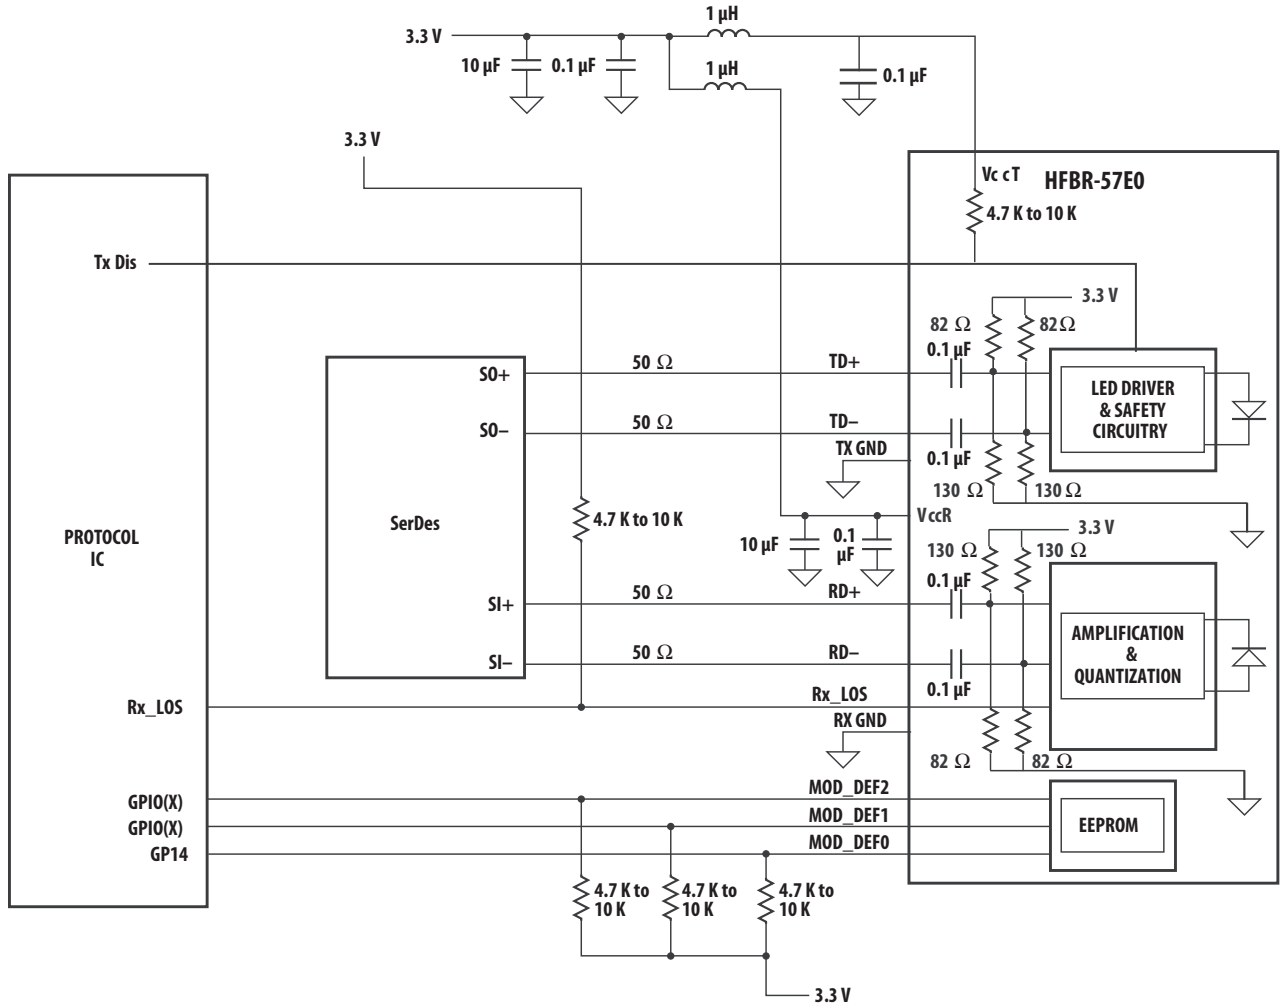 1 µH
3.3 V
10 µF
0.1 µF
1 µH
0.1 µF
3.3 V
Vc cT
HFBR-57E0
4.7 K to 10 K
Tx Dis
3.3 V
82 Ω
82Ω
0.1 µF
SO+
50 Ω
TD+
LED DRIVER
& SAFETY
CIRCUITRY
SO–
50 Ω
TD–
TX GND
0.1 µF
130 Ω
130 Ω
PROTOCOL
IC
SerDes
4.7 K to 10 K
VccR
3.3 V
10 µF
0.1
µF
130 Ω
130 Ω
0.1 µF
SI+
50 Ω
RD+
AMPLIFICATION
&
QUANTIZATION
SI–
50 Ω
RD–
0.1 µF
Rx_LOS
Rx_LOS
RX GND
82 Ω
82 Ω
GPIO(X)
MOD_DEF2
GPIO(X)
MOD_DEF1
EEPROM
GP14
MOD_DEF0
4.7 K to
10 K
4.7 K to
10 K
4.7 K to
10 K
3.3 V